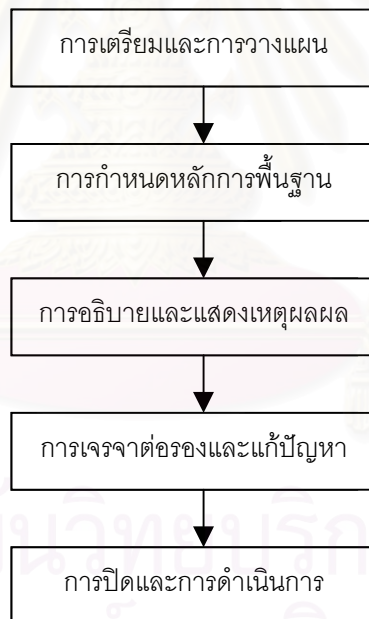 การเตรียมและการวางแผน
การกำหนดหลักการพื้นฐาน
การอธิบายและแสดงเหตุผลผล
การเจรจาต่อรองและแก้ปัญหา
การปิดและการดำเนินการ